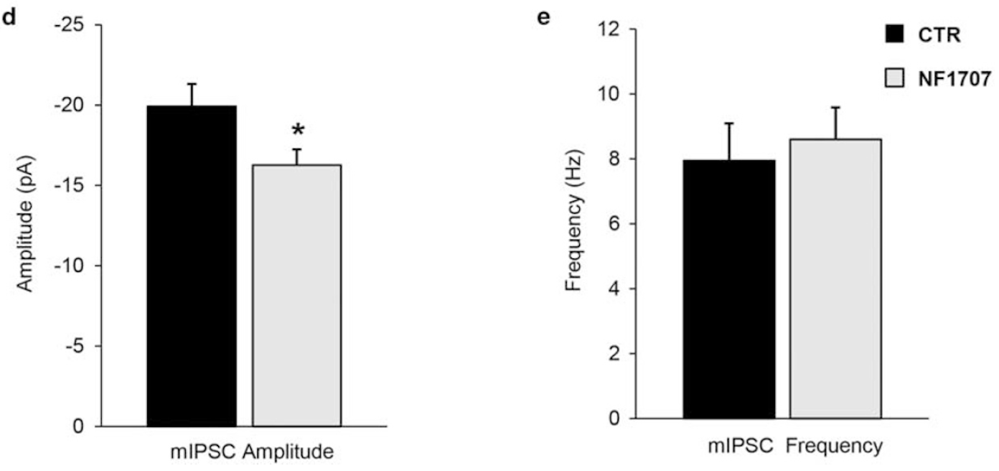 d
-25
-20
-15
-10
-5
0
Amplitude (pA)
*
mIPSC Amplitude
e
12
10
8
6
4
2
0
Frequency (Hz)
mIPSC Frequency
CTR
NF1707